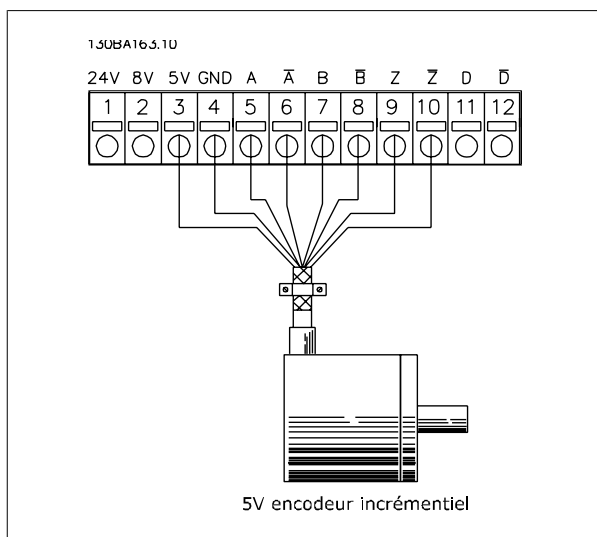 130BA163.10
24V 8V 5V GND A A̅ B B̅ Z Z̅ D D̅
1 2 3 4 5 6 7 8 9 10 11 12
5V encodeur incrémentiel